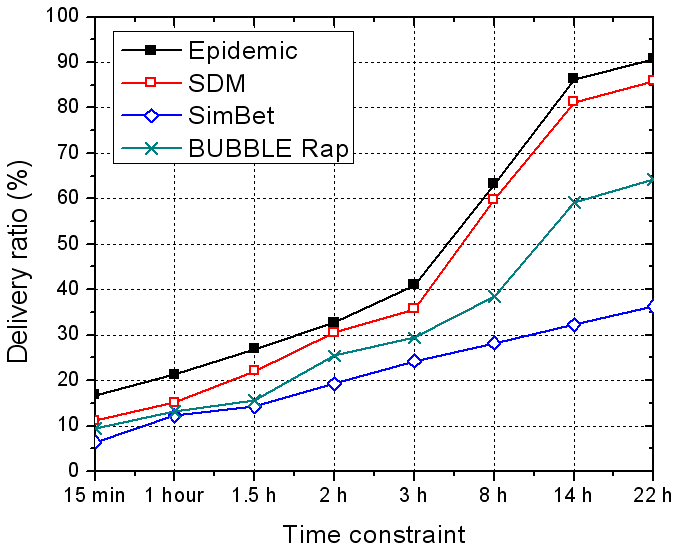 100
90
80
70
60
50
40
30
20
10
0
Delivery ratio (%)
Epidemic
SDM
SimBet
BUBBLE Rap
15 min 1 hour 1.5 h 2 h 3 h 8 h 14 h 22 h
Time constraint